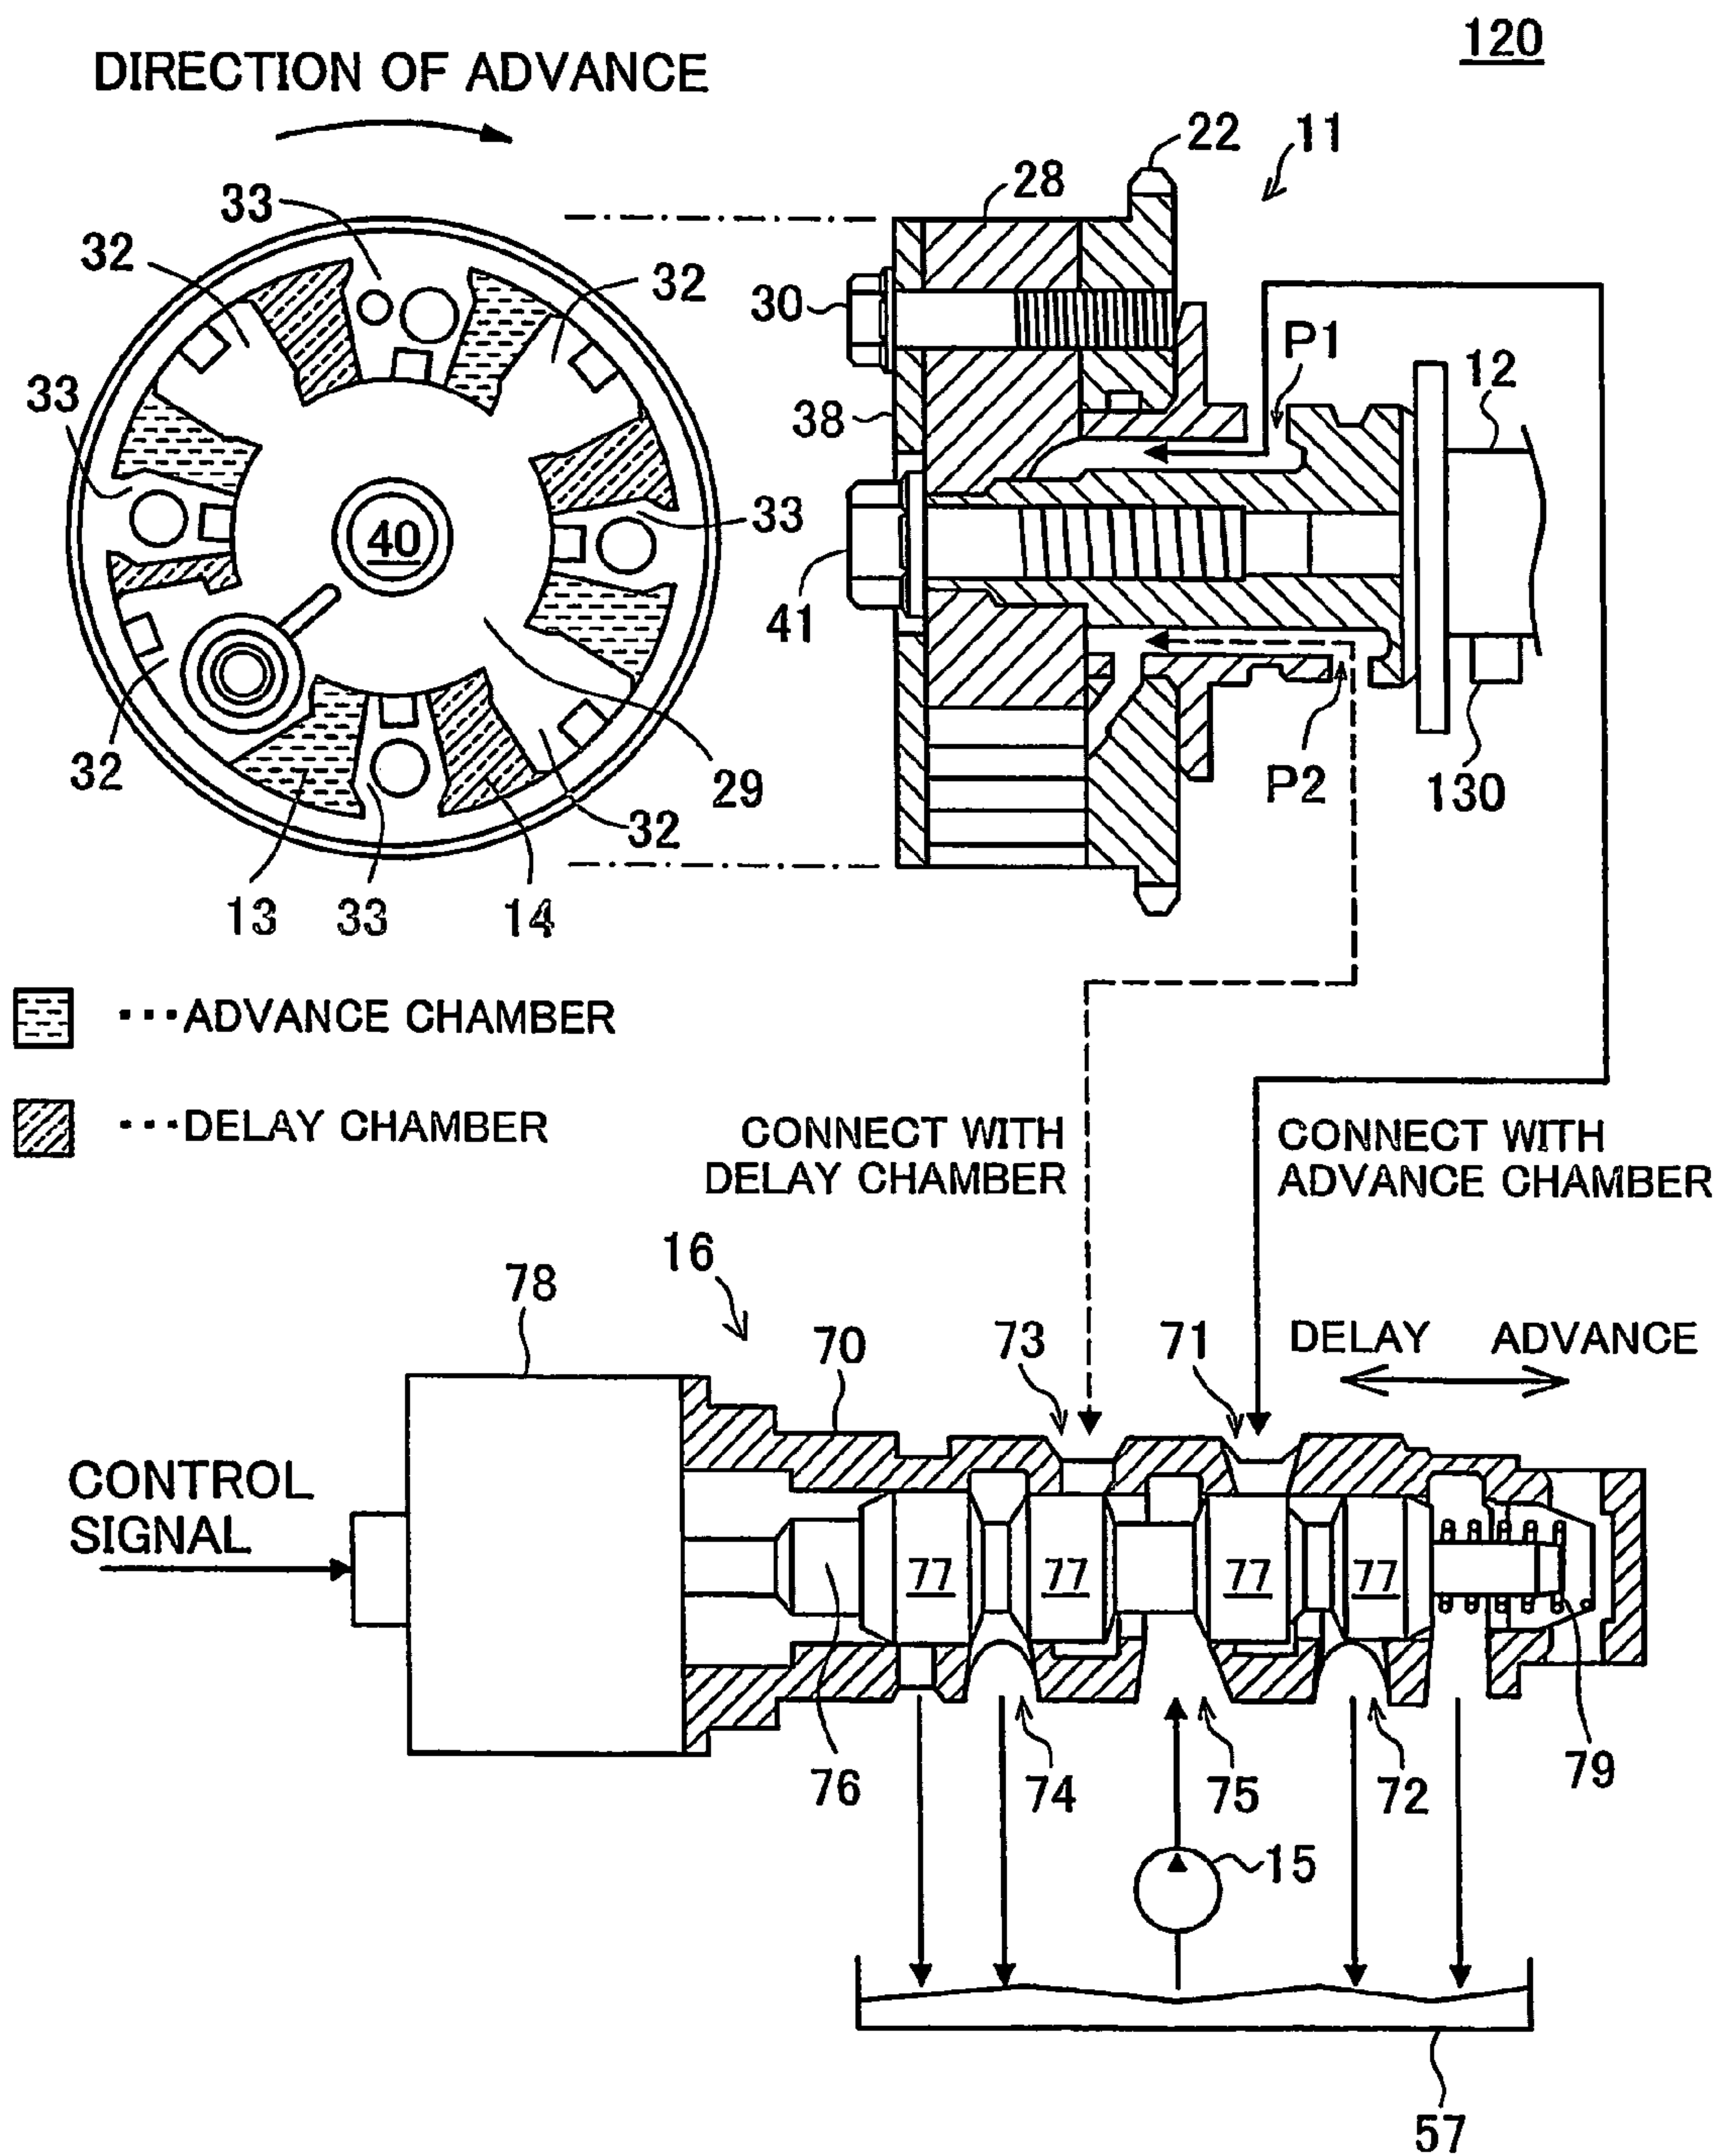 120
DIRECTION OF ADVANCE
22
11
28
33
32
32
30
P1
12
33
38
33
33
40
41
32
29
P2
130
32
13
33
14
···ADVANCE CHAMBER
···DELAY CHAMBER
CONNECT WITH
DELAY CHAMBER
CONNECT WITH
ADVANCE CHAMBER
16
78
70
73
71
DELAY
ADVANCE
CONTROL
SIGNAL
77
77
77
77
76
74
75
72
79
15
57